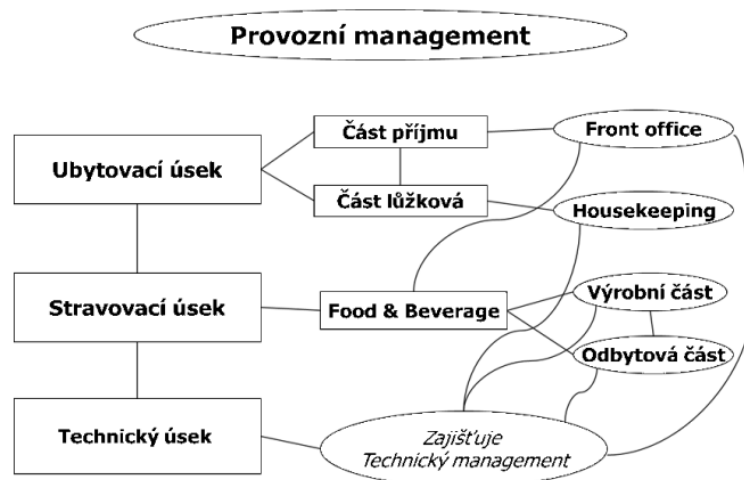 Provozní management
Část příjmu
Front office
Ubytovací úsek
Část lůžková
Housekeeping
Stravovací úsek
Food & Beverage
Výrobní část
Odbytová část
Technický úsek
Zajišťuje
Technický management